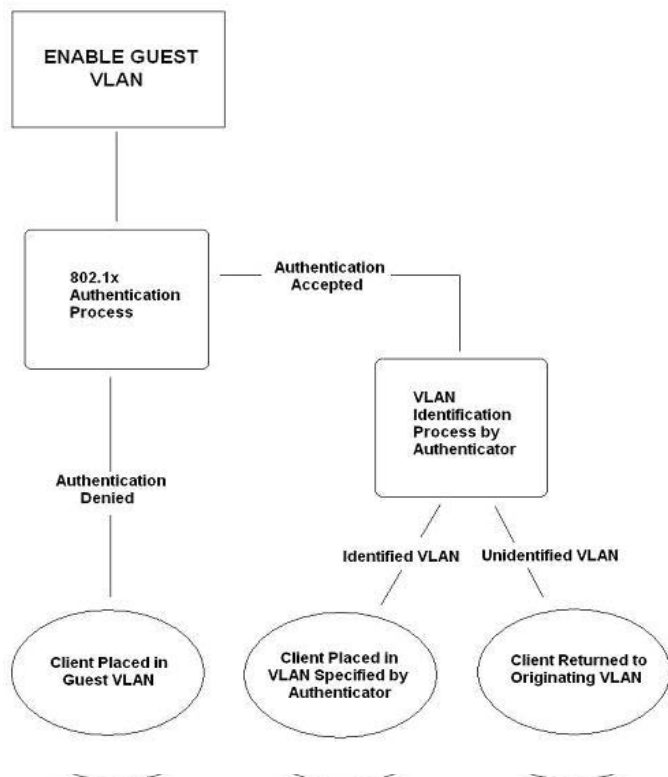 ENABLE GUEST
VLAN
802.1x
Authentication
Process
Authentication
Accepted
VLAN
Identification
Process by
Authenticator
Authentication
Denied
Identified VLAN
Unidentified VLAN
Client Placed in
Guest VLAN
Client Placed in
VLAN Specified by
Authenticator
Client Returned to
Originating VLAN